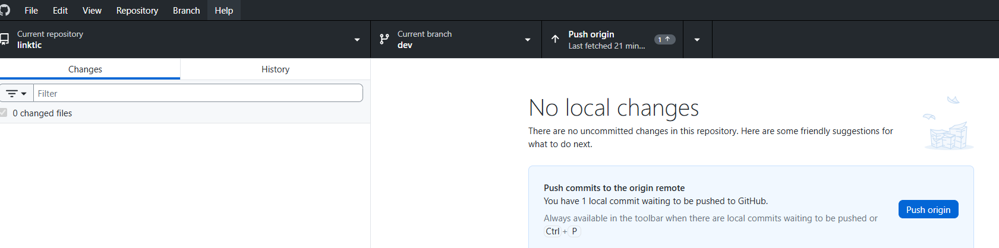 File Edit View Repository Branch Help
Current repository
linktic
Current branch
dev
Push origin
Last fetched 21 min...
1
Changes
History
Filter
0 changed files
No local changes
There are no uncommitted changes in this repository. Here are some friendly suggestions for
what to do next.
Push commits to the origin remote
You have 1 local commit waiting to be pushed to GitHub.
Always available in the toolbar when there are local commits waiting to be pushed or
Ctrl + P
Push origin